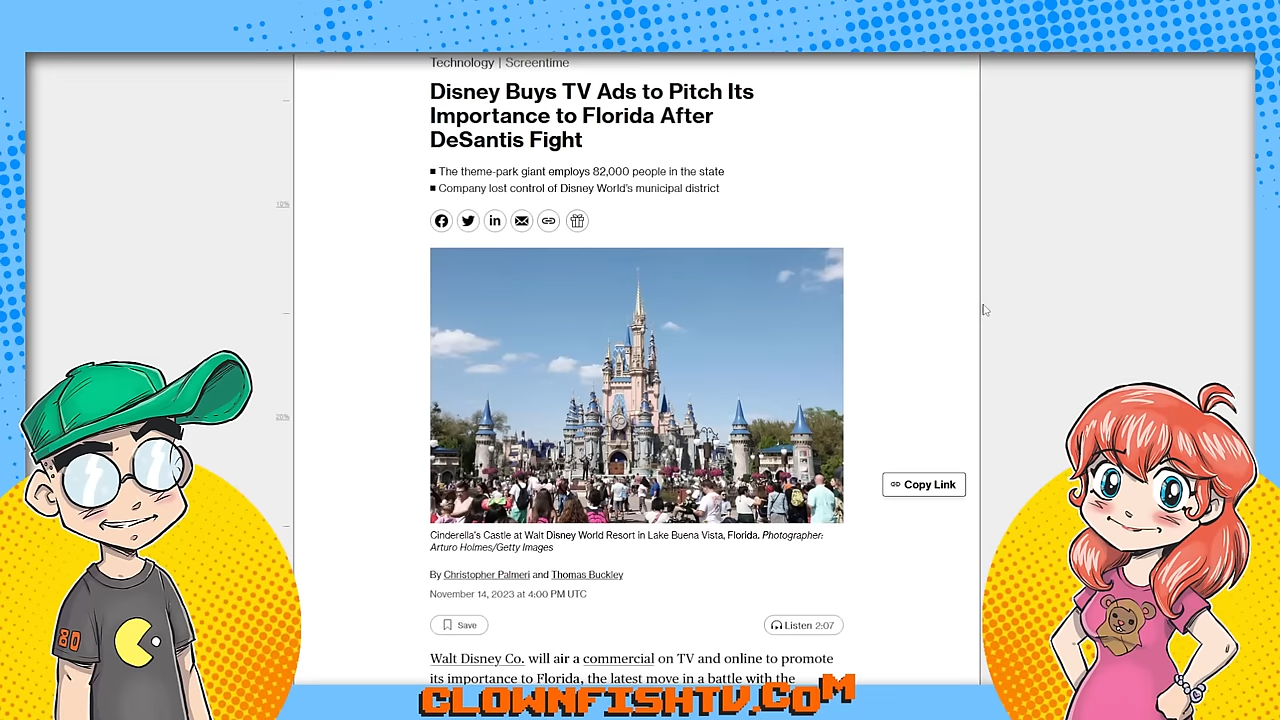 Technology | Screentime
Disney Buys TV Ads to Pitch Its
Importance to Florida After
DeSantis Fight
■ The theme-park giant employs 82,000 people in the state
■ Company lost control of Disney World's municipal district
10%
20%
Copy Link
Cinderella's Castle at Walt Disney World Resort in Lake Buena Vista, Florida. Photographer:
Arturo Holmes/Getty Images
By Christopher Palmeri and Thomas Buckley
November 14, 2023 at 4:00 PM UTC
Save
Listen 2:07
80
Walt Disney Co. will air a commercial on TV and online to promote
its importance to Florida, the latest move in a battle with the
CLOWNFISHTV.COM